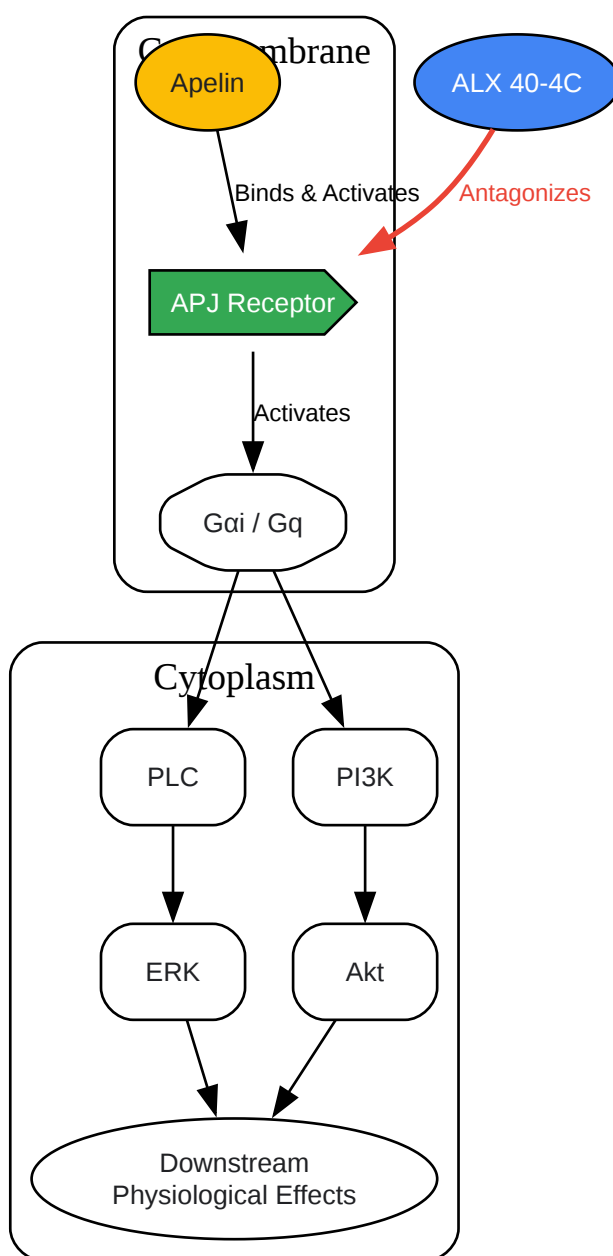 Apelin
ALX 40-4C
Binds & Activates
Antagonizes
APJ Receptor
Activates
Gαi / Gq
Cytoplasm
PLC
PI3K
ERK
Akt
Downstream
Physiological Effects